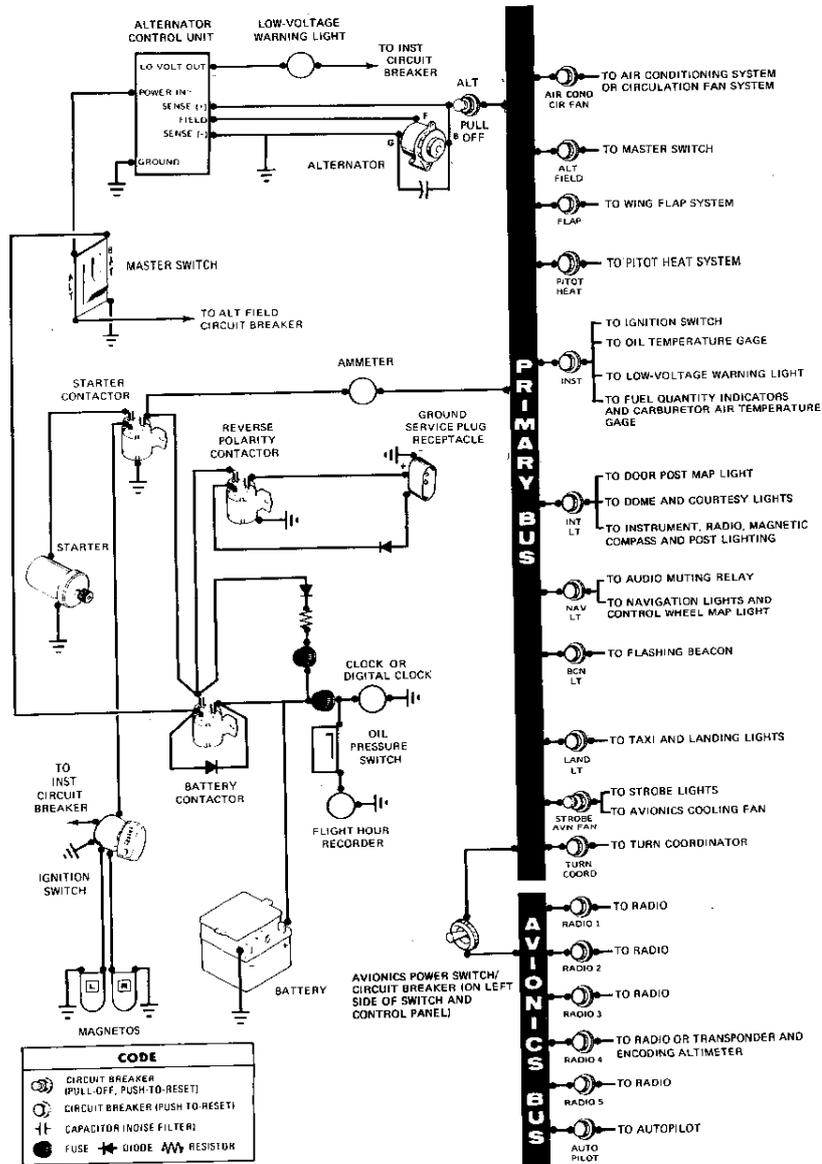 ALTERNATOR
CONTROL UNIT
LOW-VOLTAGE
WARNING LIGHT
LO VOLT OUT
TO INST
CIRCUIT
BREAKER
POWER IN
SENSE (+)
FIELD
SENSE (-)
GROUND
ALT
PULL
OFF
F
B
G
ALTERNATOR
MASTER SWITCH
TO ALT FIELD
CIRCUIT BREAKER
AMMETER
STARTER
CONTACTOR
REVERSE
POLARITY
CONTACTOR
GROUND
SERVICE PLUG
RECEPTACLE
+
STARTER
CLOCK OR
DIGITAL CLOCK
OIL
PRESSURE
SWITCH
BATTERY
CONTACTOR
FLIGHT HOUR
RECORDER
TO
INST
CIRCUIT
BREAKER
IGNITION
SWITCH
L
R
MAGNETOS
BATTERY
AVIONICS POWER SWITCH/
CIRCUIT BREAKER (ON LEFT
SIDE OF SWITCH AND
CONTROL PANEL)
PRIMARY BUS
AIR COND
CIR FAN
TO AIR CONDITIONING SYSTEM
OR CIRCULATION FAN SYSTEM
ALT
FIELD
TO MASTER SWITCH
FLAP
TO WING FLAP SYSTEM
PITOT
HEAT
TO PITOT HEAT SYSTEM
INST
TO IGNITION SWITCH
TO OIL TEMPERATURE GAGE
TO LOW-VOLTAGE WARNING LIGHT
TO FUEL QUANTITY INDICATORS
AND CARBURETOR AIR TEMPERATURE
GAGE
INT
LT
TO DOOR POST MAP LIGHT
TO DOME AND COURTESY LIGHTS
TO INSTRUMENT, RADIO, MAGNETIC
COMPASS AND POST LIGHTING
NAV
LT
TO AUDIO MUTING RELAY
TO NAVIGATION LIGHTS AND
CONTROL WHEEL MAP LIGHT
BCN
LT
TO FLASHING BEACON
LAND
LT
TO TAXI AND LANDING LIGHTS
STROBE
AVN FAN
TO STROBE LIGHTS
TO AVIONICS COOLING FAN
TURN
COORD
TO TURN COORDINATOR
AVIONICS BUS
RADIO 1
TO RADIO
RADIO 2
TO RADIO
RADIO 3
TO RADIO
RADIO 4
TO RADIO OR TRANSPONDER AND
ENCODING ALTIMETER
RADIO 5
TO RADIO
AUTO
PILOT
TO AUTOPILOT
CODE
CIRCUIT BREAKER
(PULL-OFF, PUSH-TO-RESET)
CIRCUIT BREAKER (PUSH TO-RESET)
CAPACITOR (NOISE FILTER)
FUSE DIODE RESISTOR